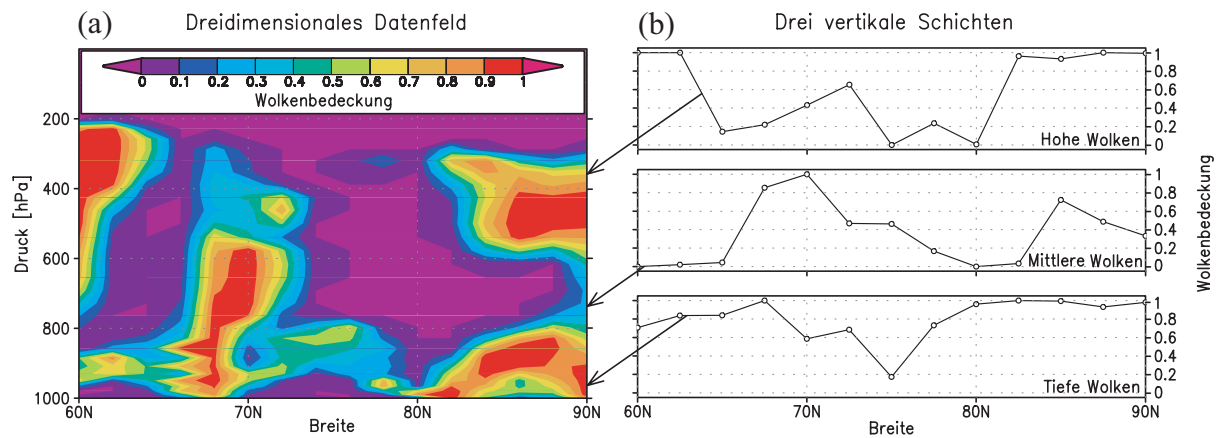 (a) Dreidimensionales Datenfeld
0 0.1 0.2 0.3 0.4 0.5 0.6 0.7 0.8 0.9 1
Wolkenbedeckung
200
400
600
800
1000
Druck [hPa]
60N 70N 80N 90N
Breite
(b) Drei vertikale Schichten
1
0.8
0.6
0.4
0.2
0
Hohe Wolken
1
0.8
0.6
0.4
0.2
0
Mittlere Wolken
1
0.8
0.6
0.4
0.2
0
Tiefe Wolken
Wolkenbedeckung
60N 70N 80N 90N
Breite